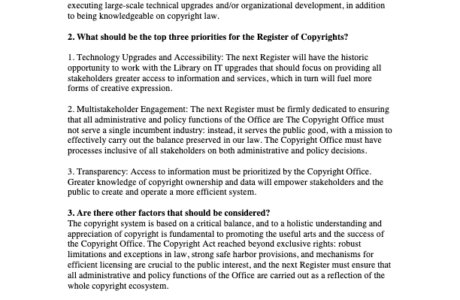 executing large-scale technical upgrades and/or organizational development, in addition
to being knowledgeable on copyright law.
2. What should be the top three priorities for the Register of Copyrights?
1. Technology Upgrades and Accessibility: The next Register will have the historic
opportunity to work with the Library on IT upgrades that should focus on providing all
stakeholders greater access to information and services, which in turn will fuel more
forms of creative expression.
2. Multistakeholder Engagement: The next Register must be firmly dedicated to ensuring
that all administrative and policy functions of the Office are The Copyright Office must
not serve a single incumbent industry: instead, it serves the public good, with a mission to
effectively carry out the balance preserved in our law. The Copyright Office must have
processes inclusive of all stakeholders on both administrative and policy decisions.
3. Transparency: Access to information must be prioritized by the Copyright Office.
Greater knowledge of copyright ownership and data will empower stakeholders and the
public to create and operate a more efficient system.
3. Are there other factors that should be considered?
The copyright system is based on a critical balance, and to a holistic understanding and
appreciation of copyright is fundamental to promoting the useful arts and the success of
the Copyright Office. The Copyright Act reached beyond exclusive rights: robust
limitations and exceptions in law, strong safe harbor provisions, and mechanisms for
efficient licensing are crucial to the public interest, and the next Register must ensure that
all administrative and policy functions of the Office are carried out as a reflection of the
whole copyright ecosystem.